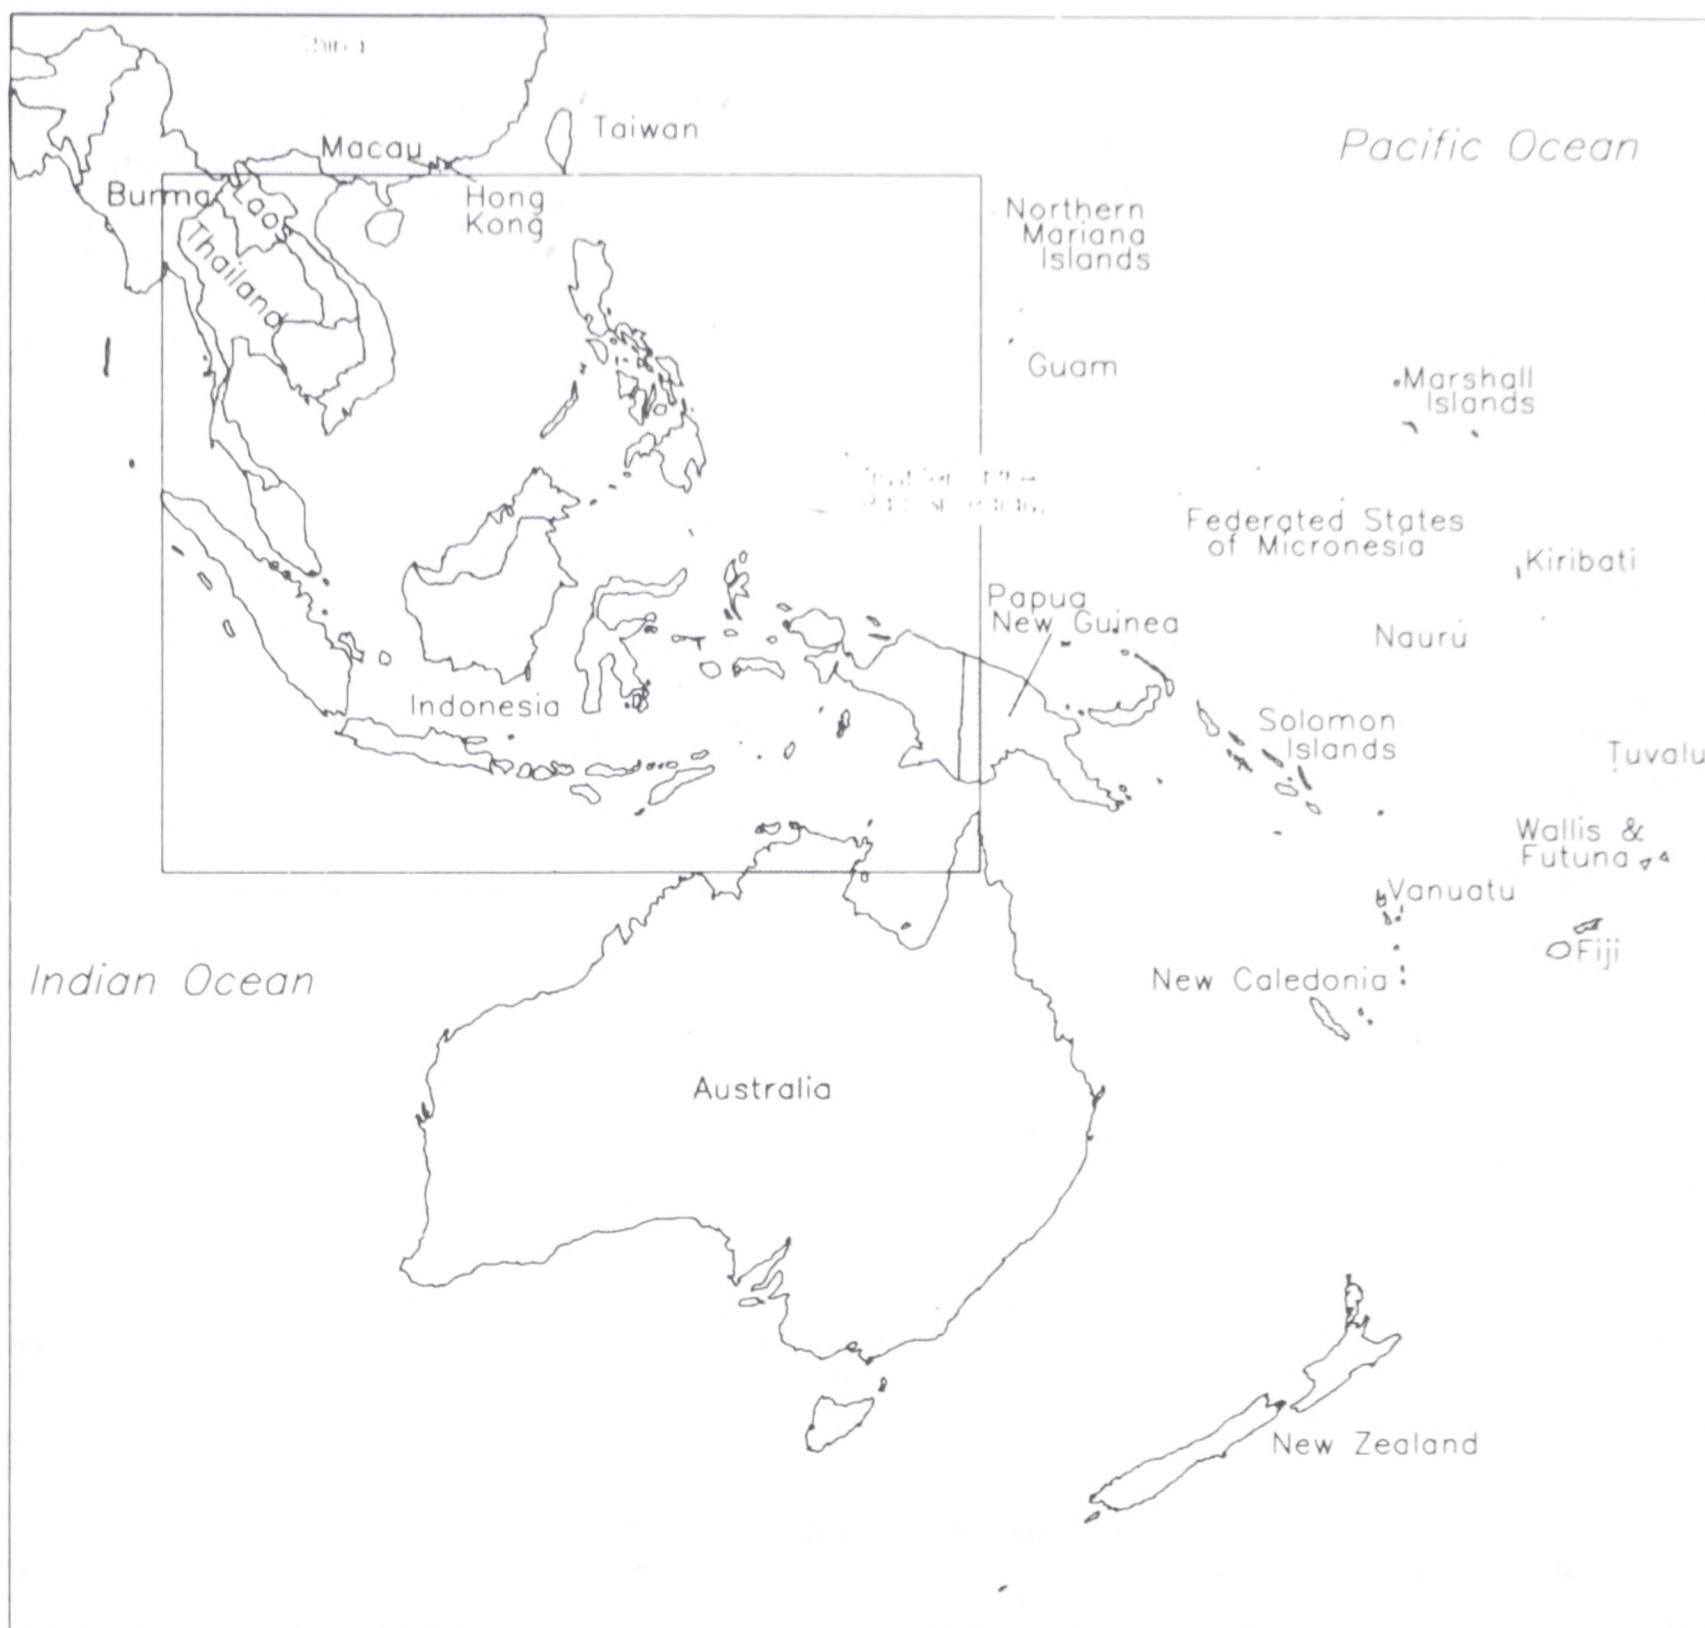 China
Taiwan
Pacific Ocean
Macau
Burma
Lao
Hong
Kong
Northern
Mariana
Islands
Thailand
Guam
Marshall
Islands
Federated States
of Micronesia
Kiribati
Papua
New Guinea
Nauru
Indonesia
Solomon
Islands
Tuvalu
Wallis &
Futuna
Vanuatu
Fiji
Indian Ocean
New Caledonia
Australia
New Zealand